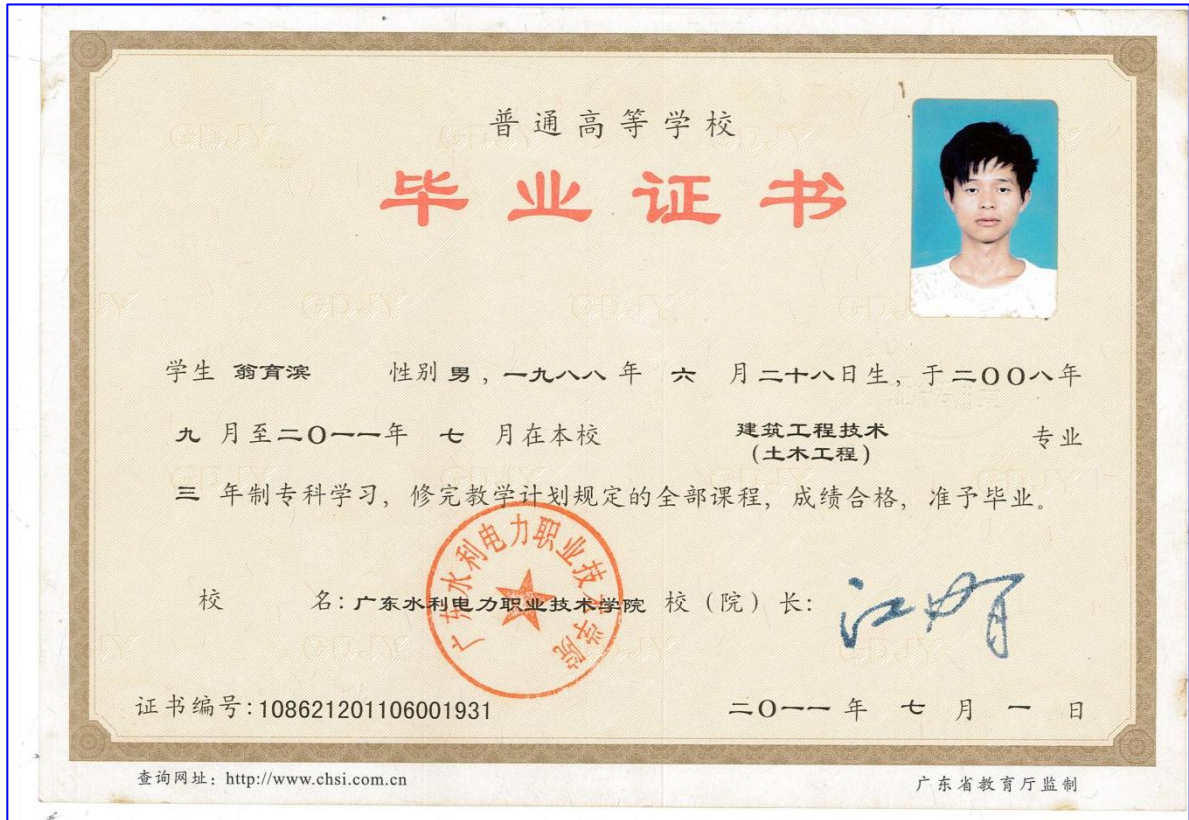 普通高等学校
毕业证书
学生 翁育滨 性别 男，一九八八 年 六 月 二十八日生，于 二〇〇八年
九 月至二〇一一年 七 月在本校 建筑工程技术(土木工程) 专业
三 年制专科学习，修完教学计划规定的全部课程，成绩合格，准予毕业。
广东水利电力职业技术学院
校 名：广东水利电力职业技术学院 校（院）长：
证书编号：108621201106001931 二〇一一 年 七 月 一 日
查询网址：http://www.chsi.com.cn 广东省教育厅监制
GDJY